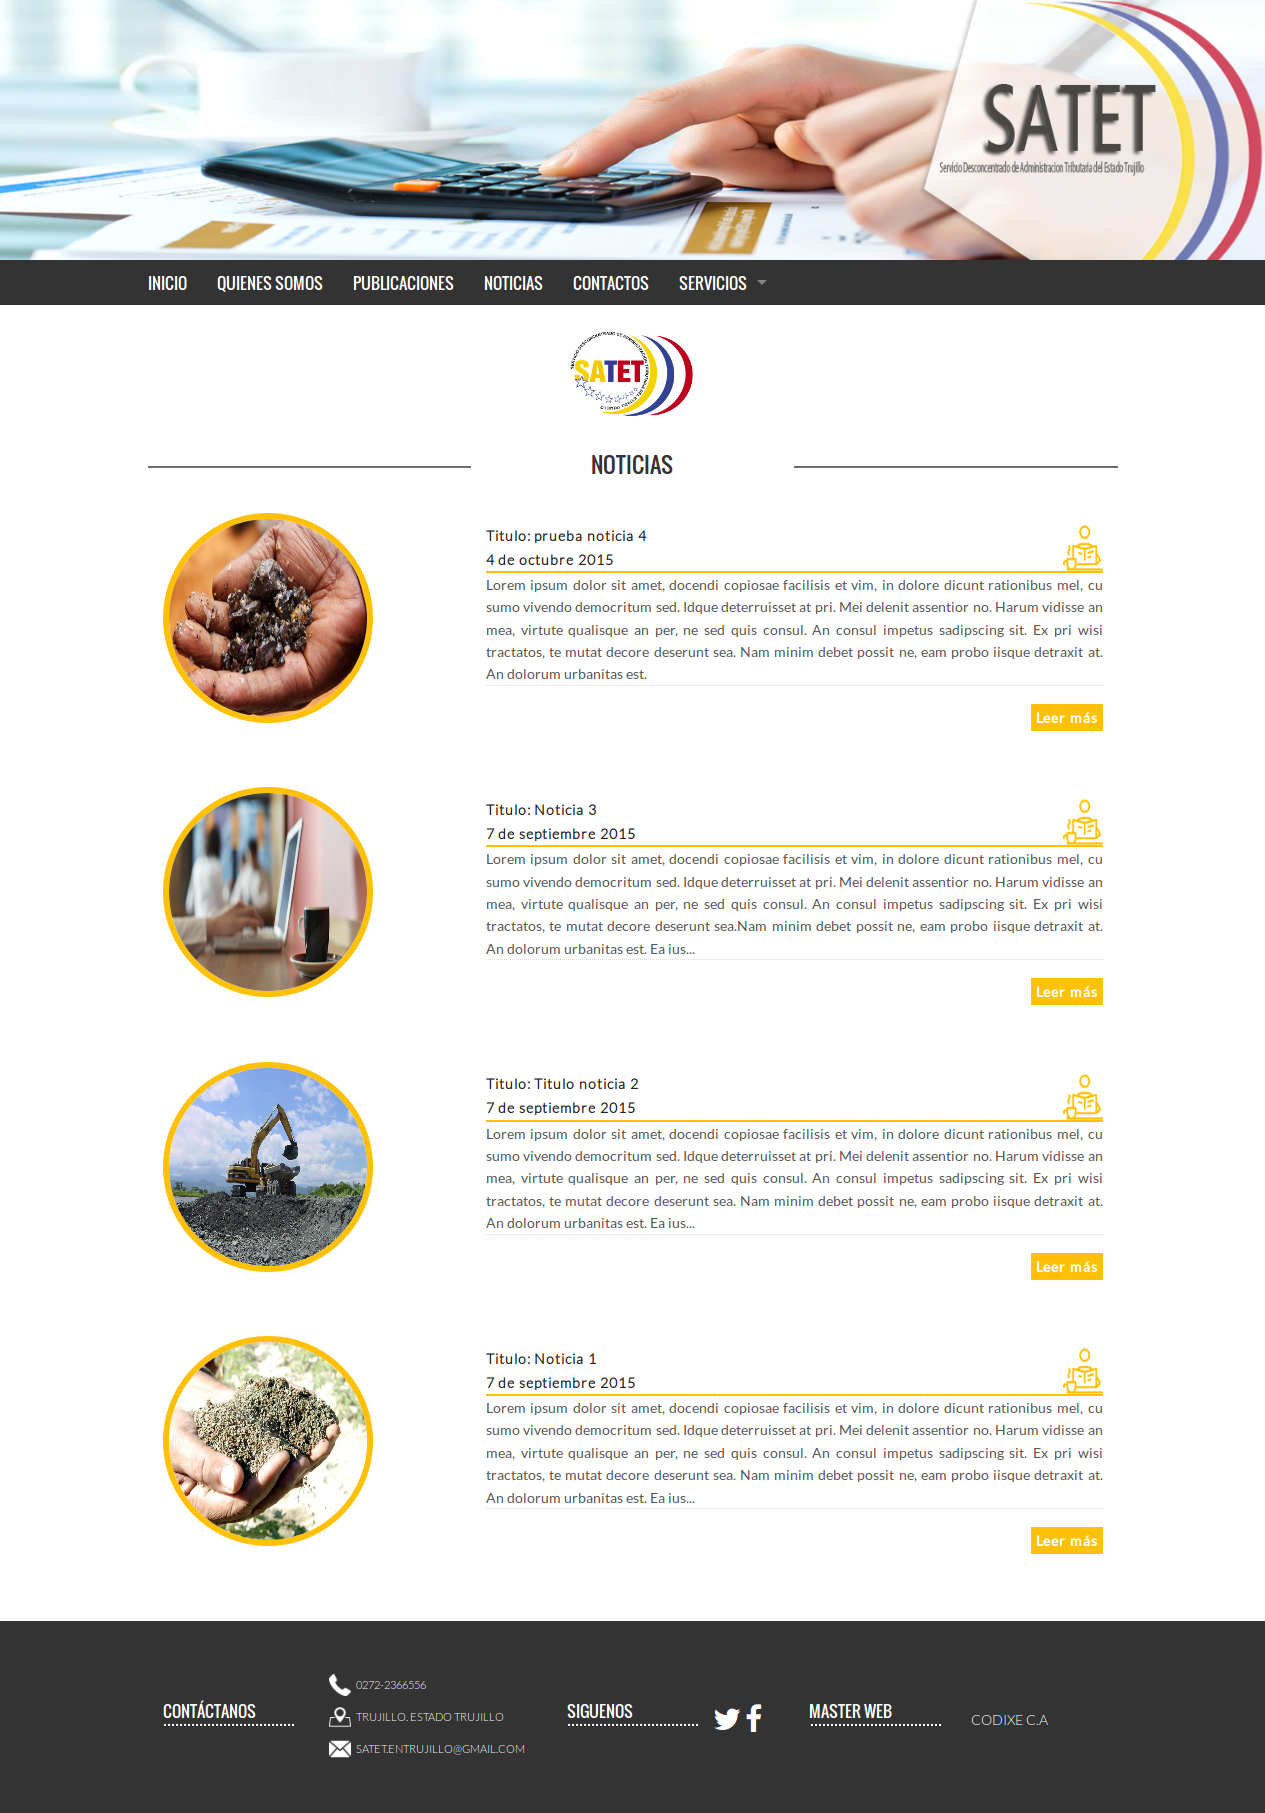 SATET
Servicio Desconcentrado de Administracion Tributaria del Estado Trujillo
INICIO QUIENES SOMOS PUBLICACIONES NOTICIAS CONTACTOS SERVICIOS
SATET
NOTICIAS
Titulo: prueba noticia 4
4 de octubre 2015
Lorem ipsum dolor sit amet, docendi copiosae facilisis et vim, in dolore dicunt rationibus mel, cu
sumo vivendo democritum sed. Idque deterruisset at pri. Mei delenit assentior no. Harum vidisse an
mea, virtute qualisque an per, ne sed quis consul. An consul impetus sadipscing sit. Ex pri wisi
tractatos, te mutat decore deserunt sea. Nam minim debet possit ne, eam probo iisque detraxit at.
An dolorum urbanitas est.
Leer más
Titulo: Noticia 3
7 de septiembre 2015
Lorem ipsum dolor sit amet, docendi copiosae facilisis et vim, in dolore dicunt rationibus mel, cu
sumo vivendo democritum sed. Idque deterruisset at pri. Mei delenit assentior no. Harum vidisse an
mea, virtute qualisque an per, ne sed quis consul. An consul impetus sadipscing sit. Ex pri wisi
tractatos, te mutat decore deserunt sea.Nam minim debet possit ne, eam probo iisque detraxit at.
An dolorum urbanitas est. Ea ius...
Leer más
Titulo: Titulo noticia 2
7 de septiembre 2015
Lorem ipsum dolor sit amet, docendi copiosae facilisis et vim, in dolore dicunt rationibus mel, cu
sumo vivendo democritum sed. Idque deterruisset at pri. Mei delenit assentior no. Harum vidisse an
mea, virtute qualisque an per, ne sed quis consul. An consul impetus sadipscing sit. Ex pri wisi
tractatos, te mutat decore deserunt sea. Nam minim debet possit ne, eam probo iisque detraxit at.
An dolorum urbanitas est. Ea ius...
Leer más
Titulo: Noticia 1
7 de septiembre 2015
Lorem ipsum dolor sit amet, docendi copiosae facilisis et vim, in dolore dicunt rationibus mel, cu
sumo vivendo democritum sed. Idque deterruisset at pri. Mei delenit assentior no. Harum vidisse an
mea, virtute qualisque an per, ne sed quis consul. An consul impetus sadipscing sit. Ex pri wisi
tractatos, te mutat decore deserunt sea. Nam minim debet possit ne, eam probo iisque detraxit at.
An dolorum urbanitas est. Ea ius...
Leer más
CONTÁCTANOS
0272-2366556
TRUJILLO. ESTADO TRUJILLO
SATET.ENTRUJILLO@GMAIL.COM
SIGUENOS
MASTER WEB
CODIXE C.A